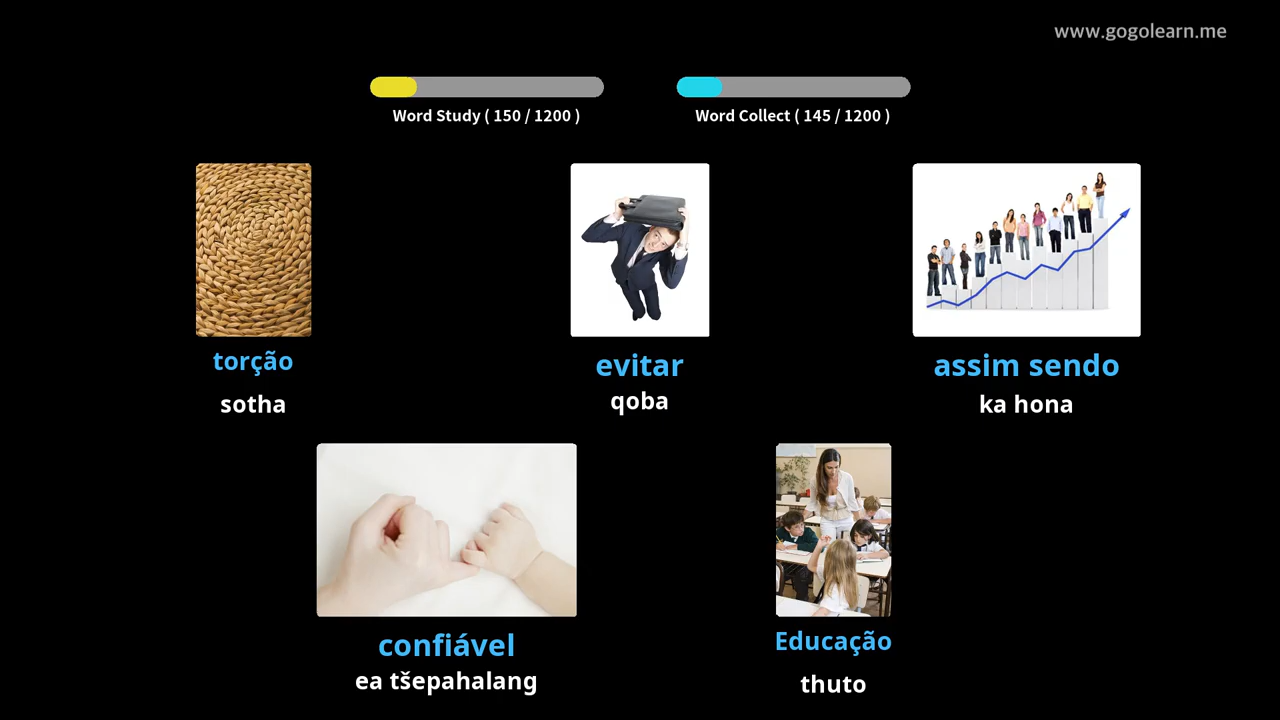 www.gogolearn.me
Word Study ( 150 / 1200 )
Word Collect ( 145 / 1200 )
torção
sotha
evitar
qoba
assim sendo
ka hona
confiável
ea tšepahalang
Educação
thuto